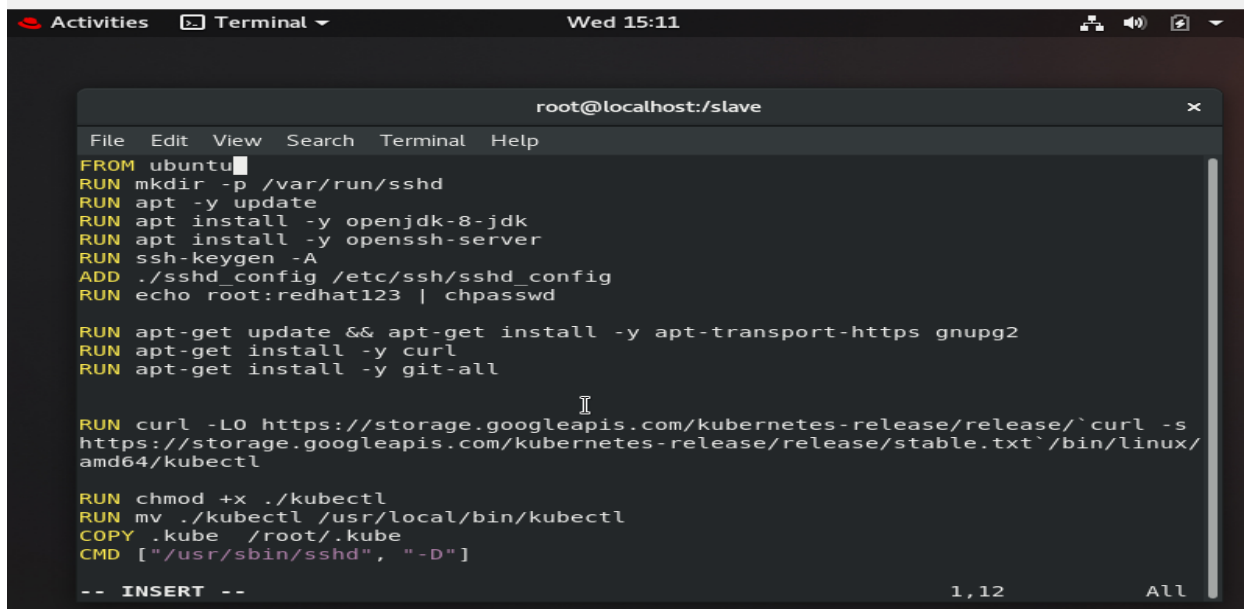 Activities Terminal Wed 15:11
root@localhost:/slave ×
File Edit View Search Terminal Help
FROM ubuntu
RUN mkdir -p /var/run/sshd
RUN apt -y update
RUN apt install -y openjdk-8-jdk
RUN apt install -y openssh-server
RUN ssh-keygen -A
ADD ./sshd_config /etc/ssh/sshd_config
RUN echo root:redhat123 | chpasswd
RUN apt-get update && apt-get install -y apt-transport-https gnupg2
RUN apt-get install -y curl
RUN apt-get install -y git-all
RUN curl -LO https://storage.googleapis.com/kubernetes-release/release/`curl -s
https://storage.googleapis.com/kubernetes-release/release/stable.txt`/bin/linux/
amd64/kubectl
RUN chmod +x ./kubectl
RUN mv ./kubectl /usr/local/bin/kubectl
COPY .kube  /root/.kube
CMD ["/usr/sbin/sshd", "-D"]
-- INSERT -- 1,12 All